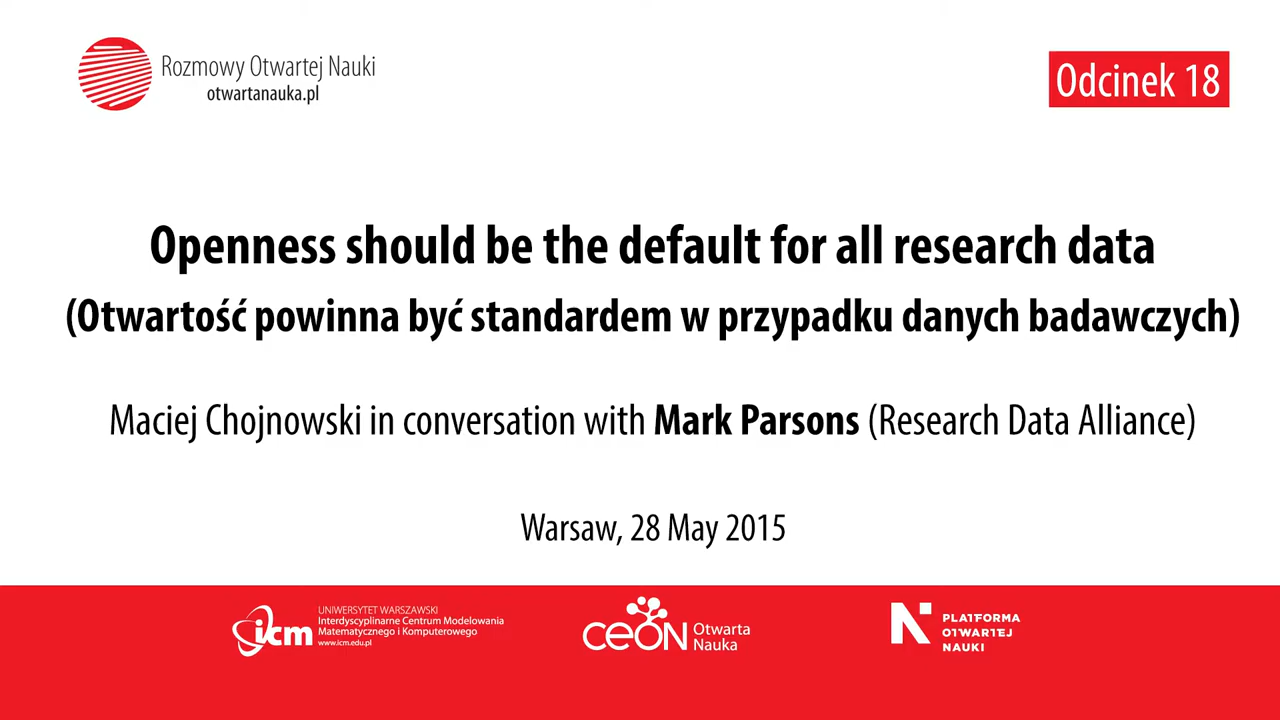 Rozmowy Otwartej Nauki
otwartanauka.pl
Odcinek 18
Openness should be the default for all research data
(Otwartość powinna być standardem w przypadku danych badawczych)
Maciej Chojnowski in conversation with Mark Parsons (Research Data Alliance)
Warsaw, 28 May 2015
icm
UNIWERSYTET WARSZAWSKI
Interdyscyplinarne Centrum Modelowania
Matematycznego i Komputerowego
www.icm.edu.pl
CeON
Otwarta
Nauka
N
PLATFORMA
OTWARTEJ
NAUKI